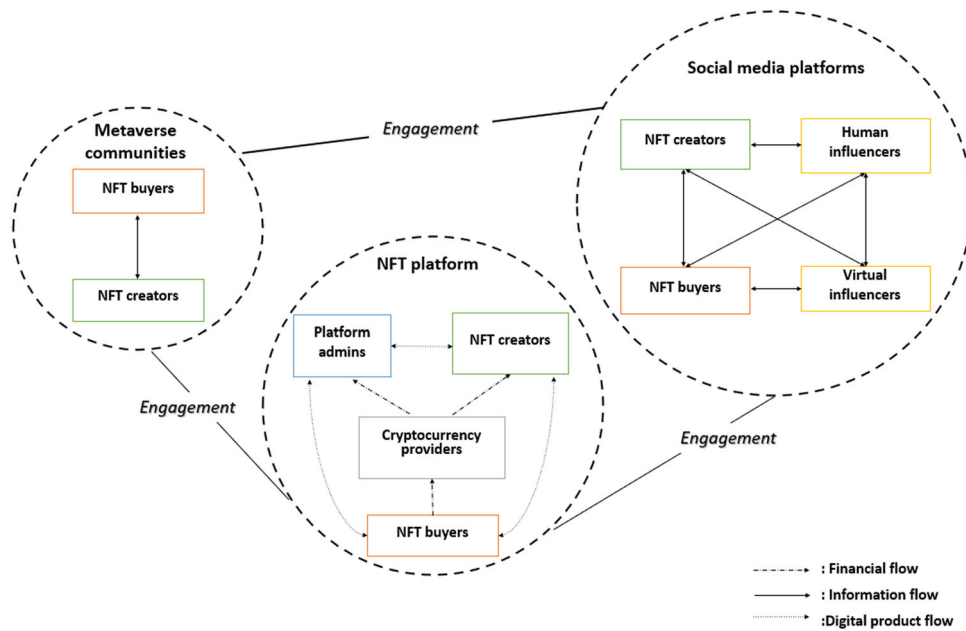 Social media platforms
Engagement
Metaverse
communities
NFT buyers
NFT creators
NFT creators
Human
influencers
NFT buyers
Virtual
influencers
NFT platform
Platform
admins
NFT creators
Cryptocurrency
providers
NFT buyers
Engagement
Engagement
: Financial flow
: Information flow
:Digital product flow